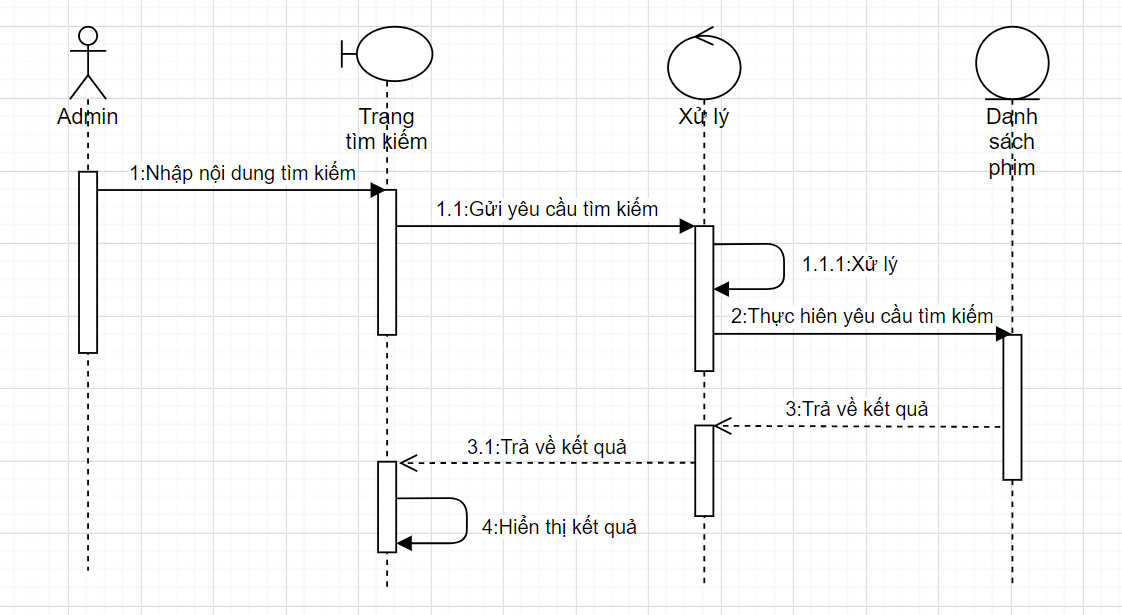 Admin
Trang
tìm kiếm
Xử lý
Danh
sách
phim
1:Nhập nội dung tìm kiếm
1.1:Gửi yêu cầu tìm kiếm
1.1.1:Xử lý
2:Thực hiên yêu cầu tìm kiếm
3:Trả về kết quả
3.1:Trả về kết quả
4:Hiển thị kết quả